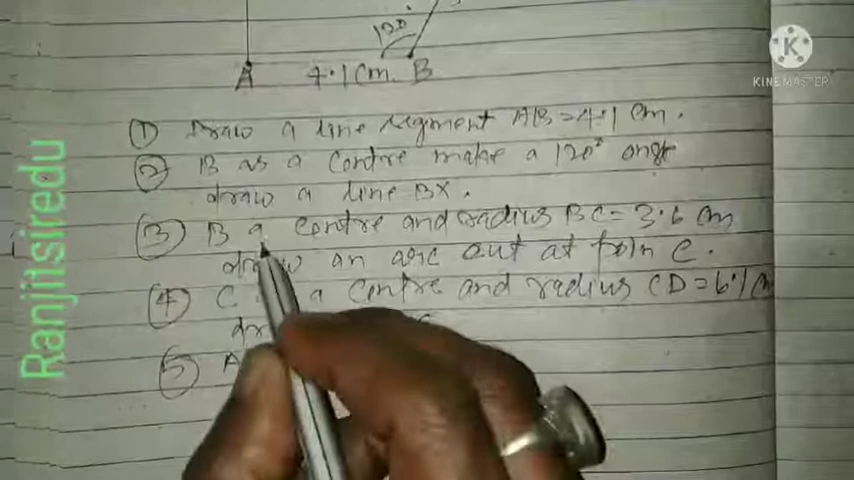 120°
A 4.1 cm. B
① Draw a line segment AB = 4.1 cm.
② B as a centre make a 120° angle
draw a line BX.
③ B a centre and radius BC = 3.6 cm
draw an arc cut at C.
④ C a centre and radius CD = 6.1 cm
⑤ A
Ranjitsiredu
K
KINEMASTER